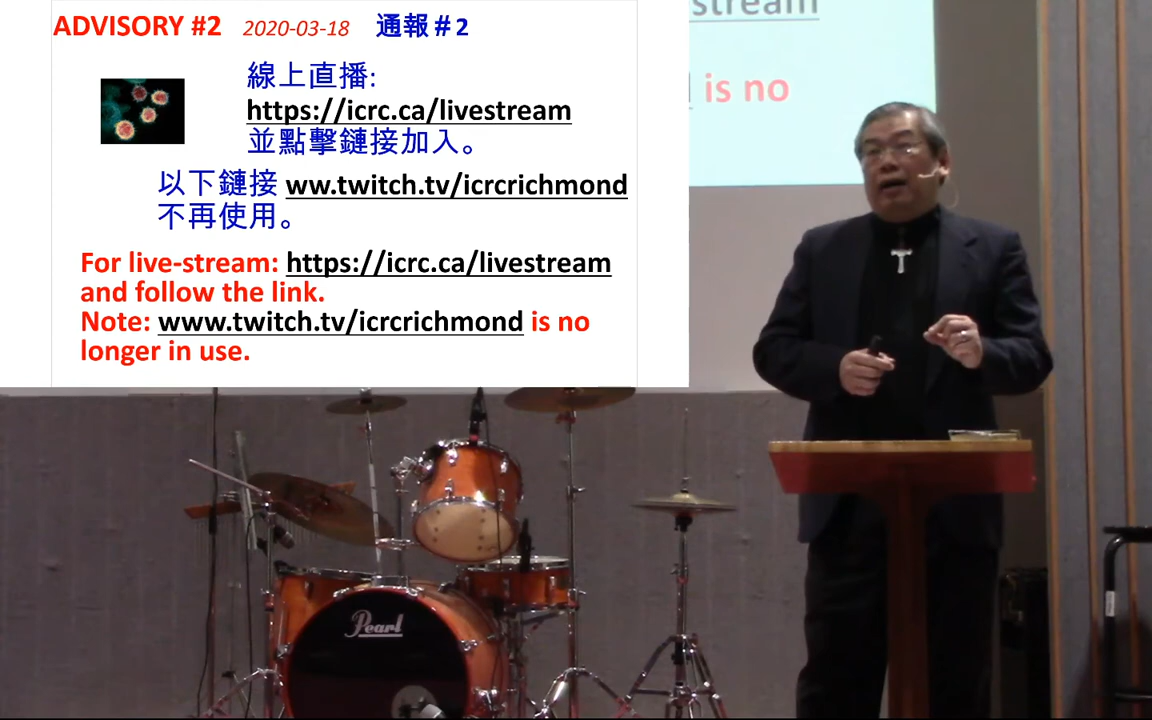 ADVISORY #2 2020-03-18 通報＃2
線上直播:
https://icrc.ca/livestream
並點擊鏈接加入。
以下鏈接 ww.twitch.tv/icrcrichmond
不再使用。
For live-stream: https://icrc.ca/livestream
and follow the link.
Note: www.twitch.tv/icrcrichmond is no
longer in use.
stream
is no
Pearl